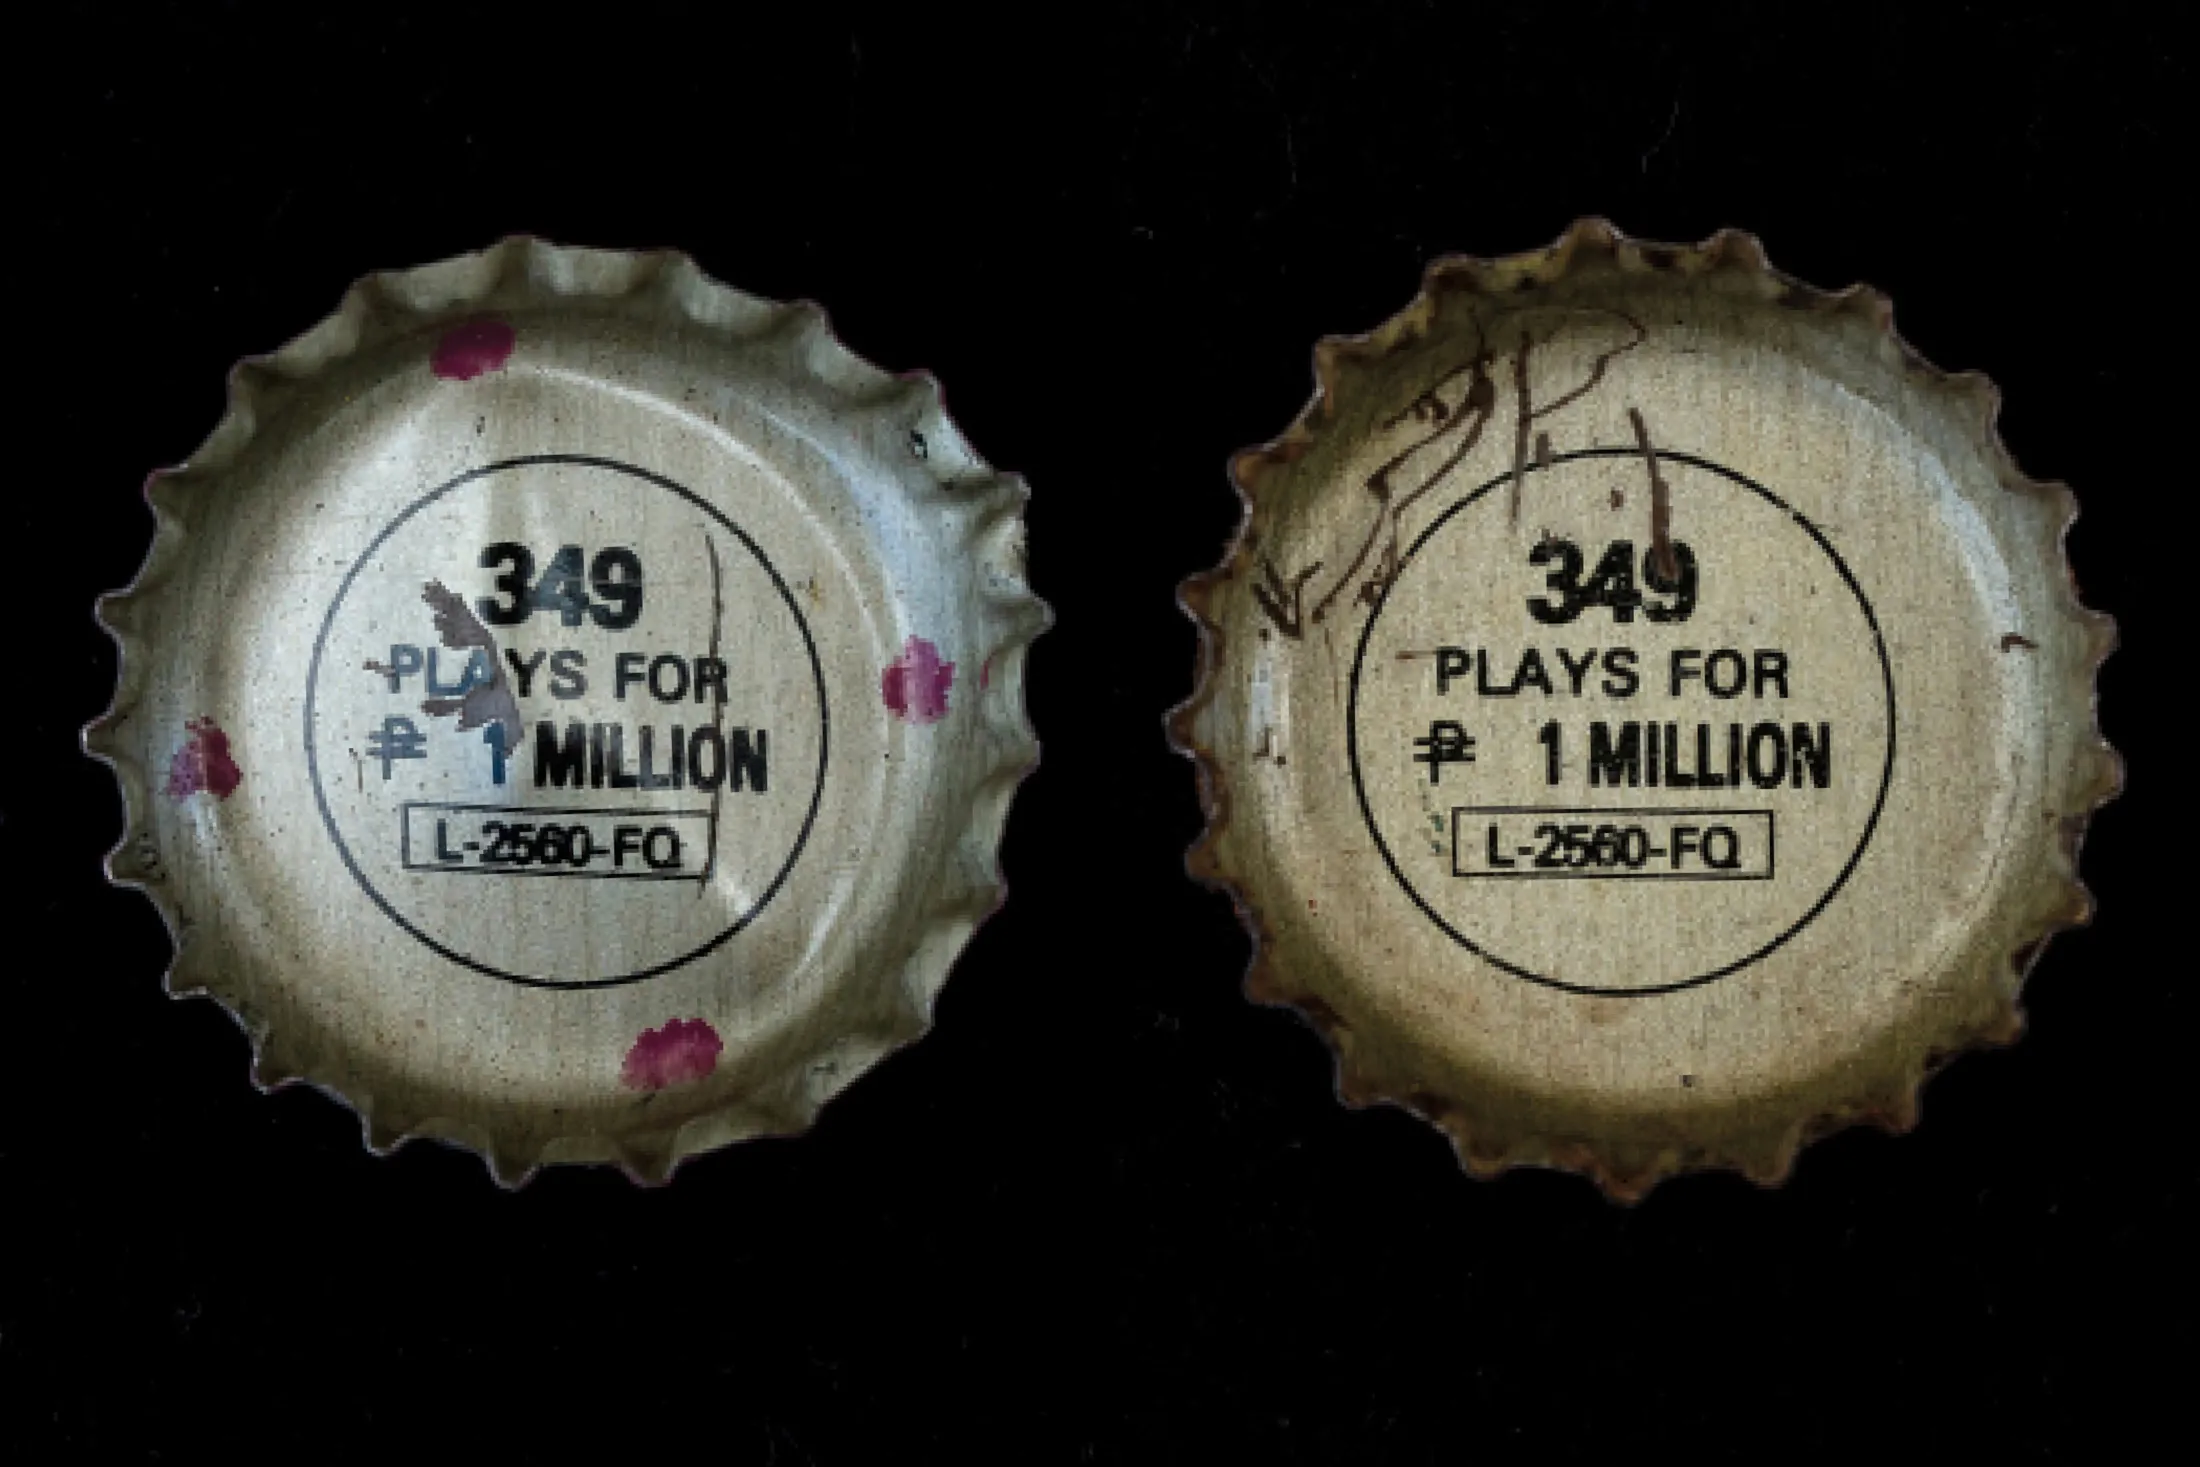 349
PLAYS FOR
₱ 1 MILLION
L-2560-FQ
349
PLAYS FOR
₱ 1 MILLION
L-2560-FQ